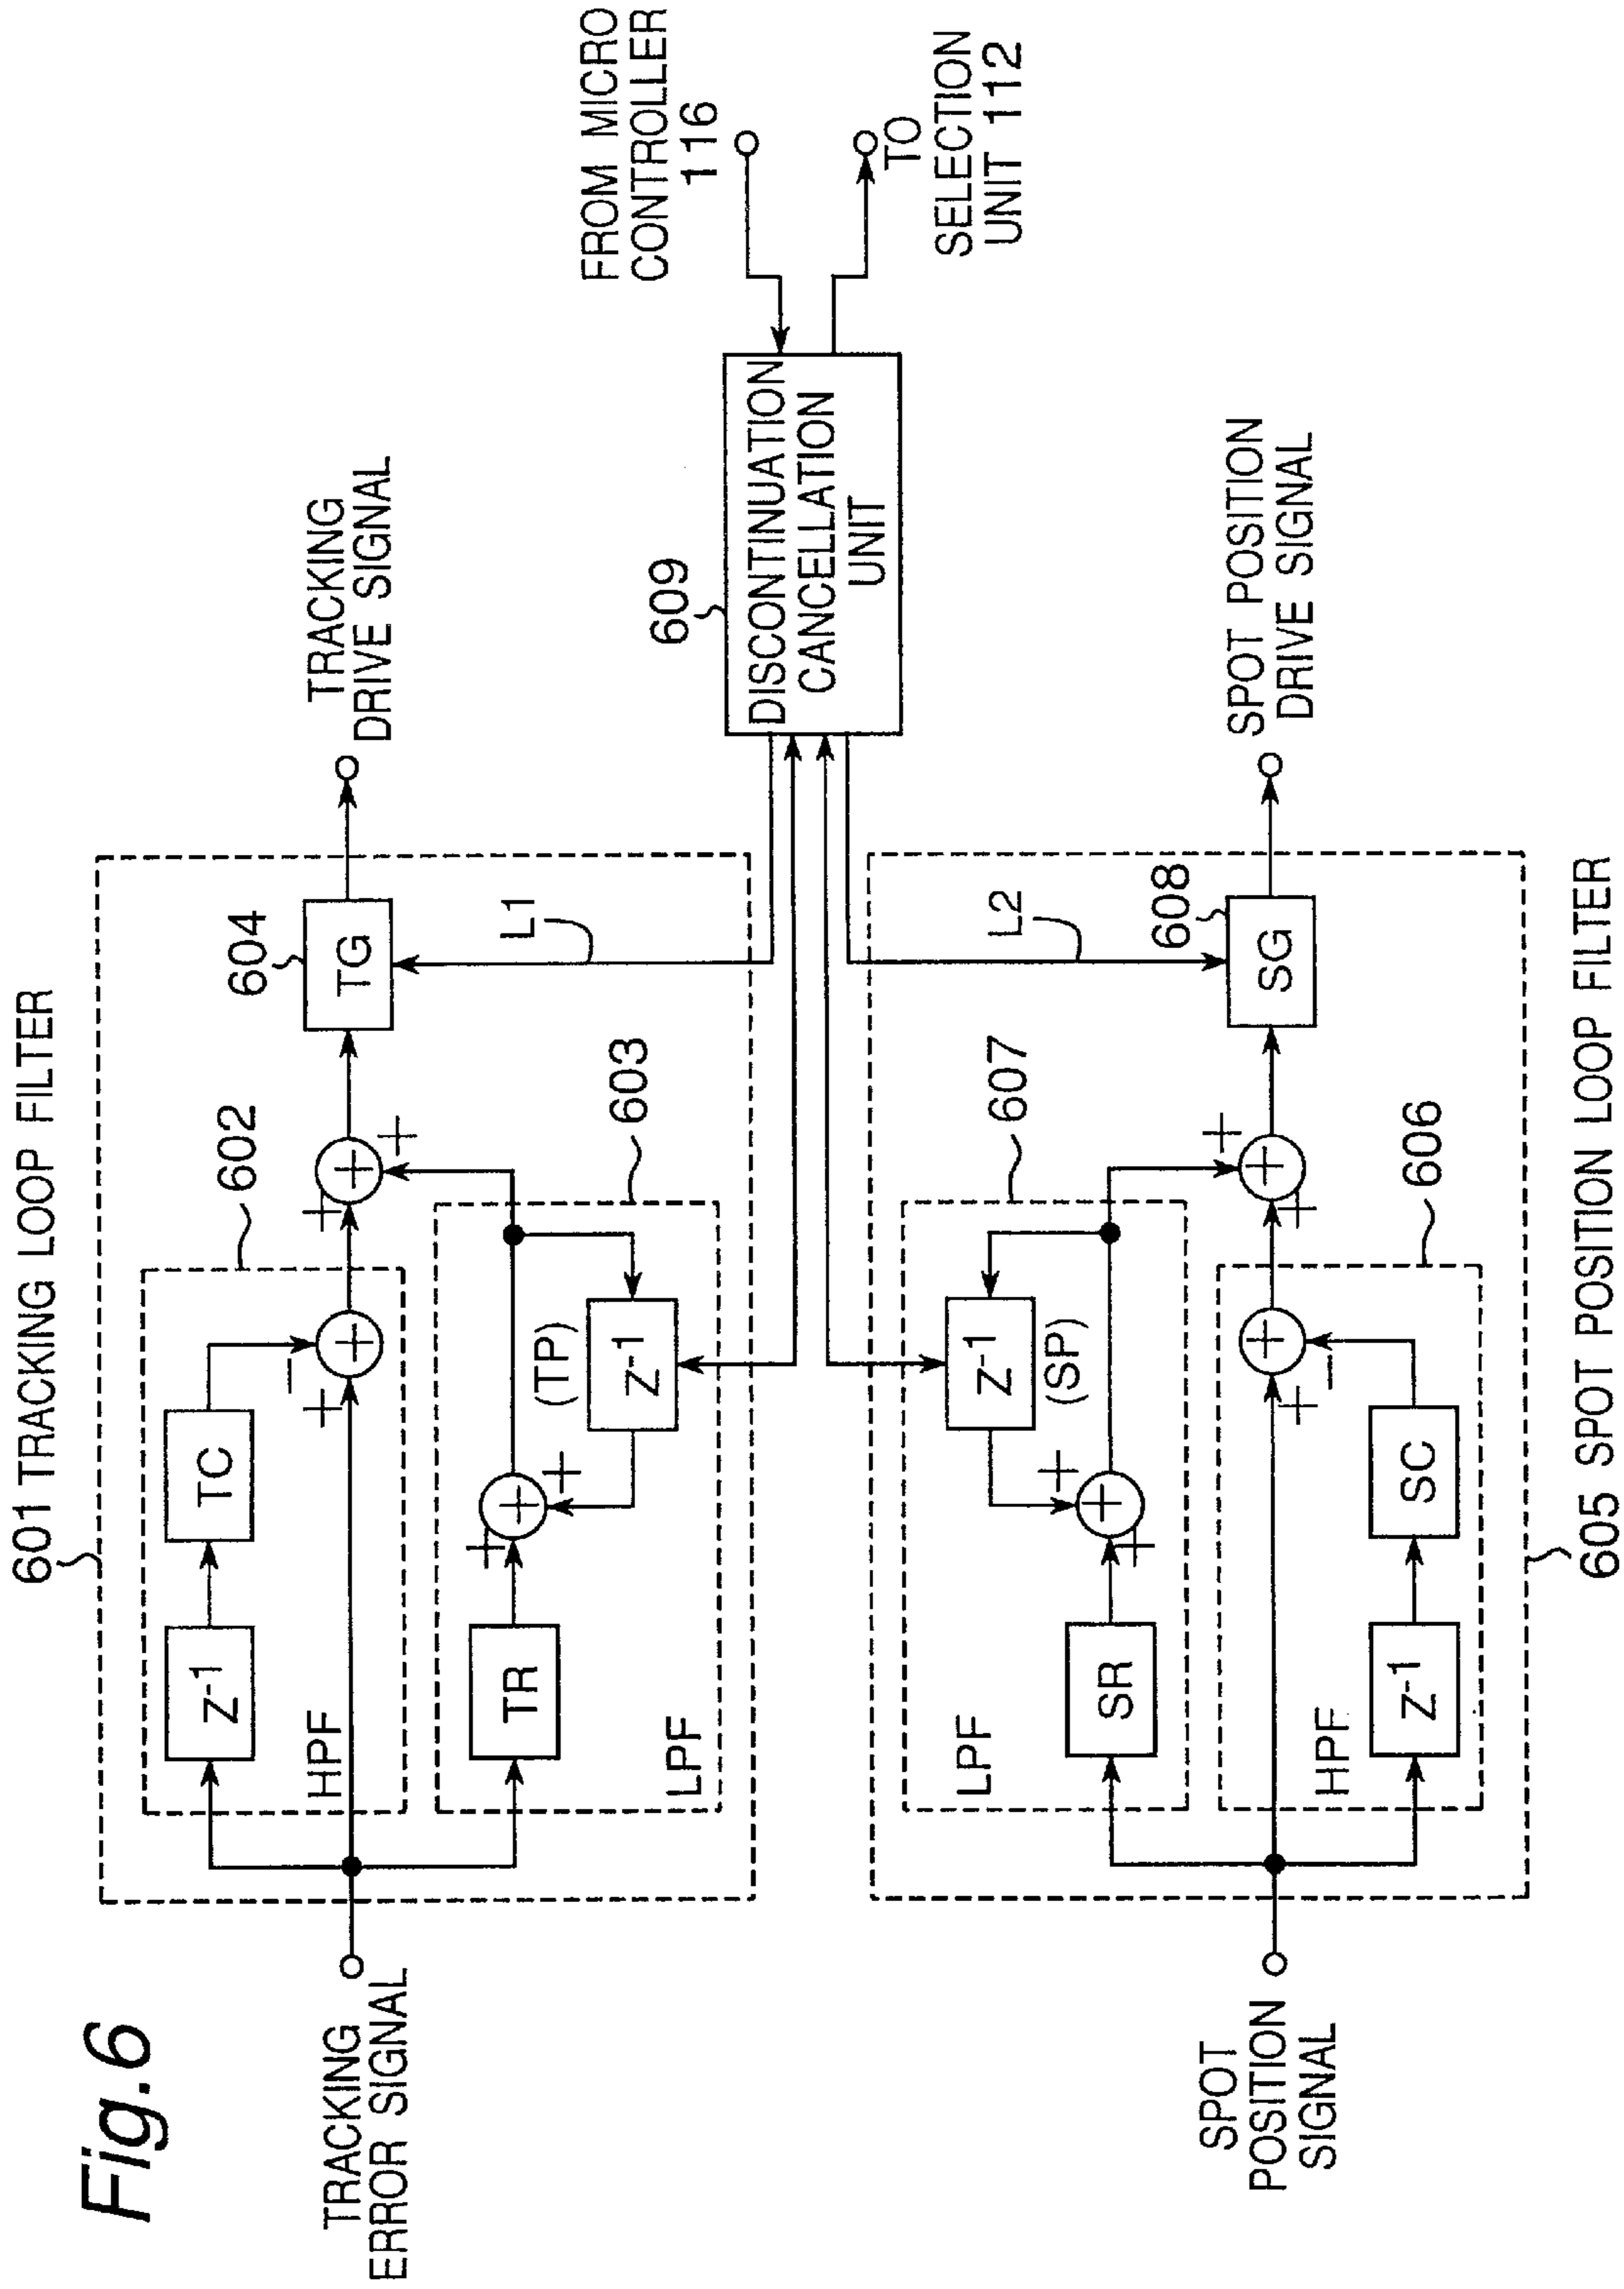 Fig.6
601 TRACKING LOOP FILTER
602
Z-1
TC
HPF
TRACKING
ERROR SIGNAL
+
−
+
+
+
+
604
TG
TRACKING
DRIVE SIGNAL
603
TR
+
+
+
(TP)
Z-1
LPF
L1
609
DISCONTINUATION
CANCELLATION
UNIT
FROM MICRO
CONTROLLER
116
TO
SELECTION
UNIT 112
L2
607
LPF
SR
Z-1
(SP)
+
+
+
608
SG
SPOT POSITION
DRIVE SIGNAL
SPOT
POSITION
SIGNAL
HPF
+
−
+
+
+
+
606
Z-1
SC
605 SPOT POSITION LOOP FILTER